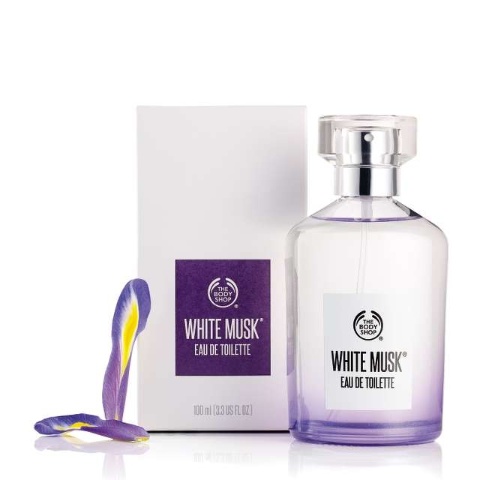 THE
BODY
SHOP®
WHITE MUSK®
EAU DE TOILETTE
100 ml [3.3 US FL OZ]
THE
BODY
SHOP®
WHITE MUSK®
EAU DE TOILETTE